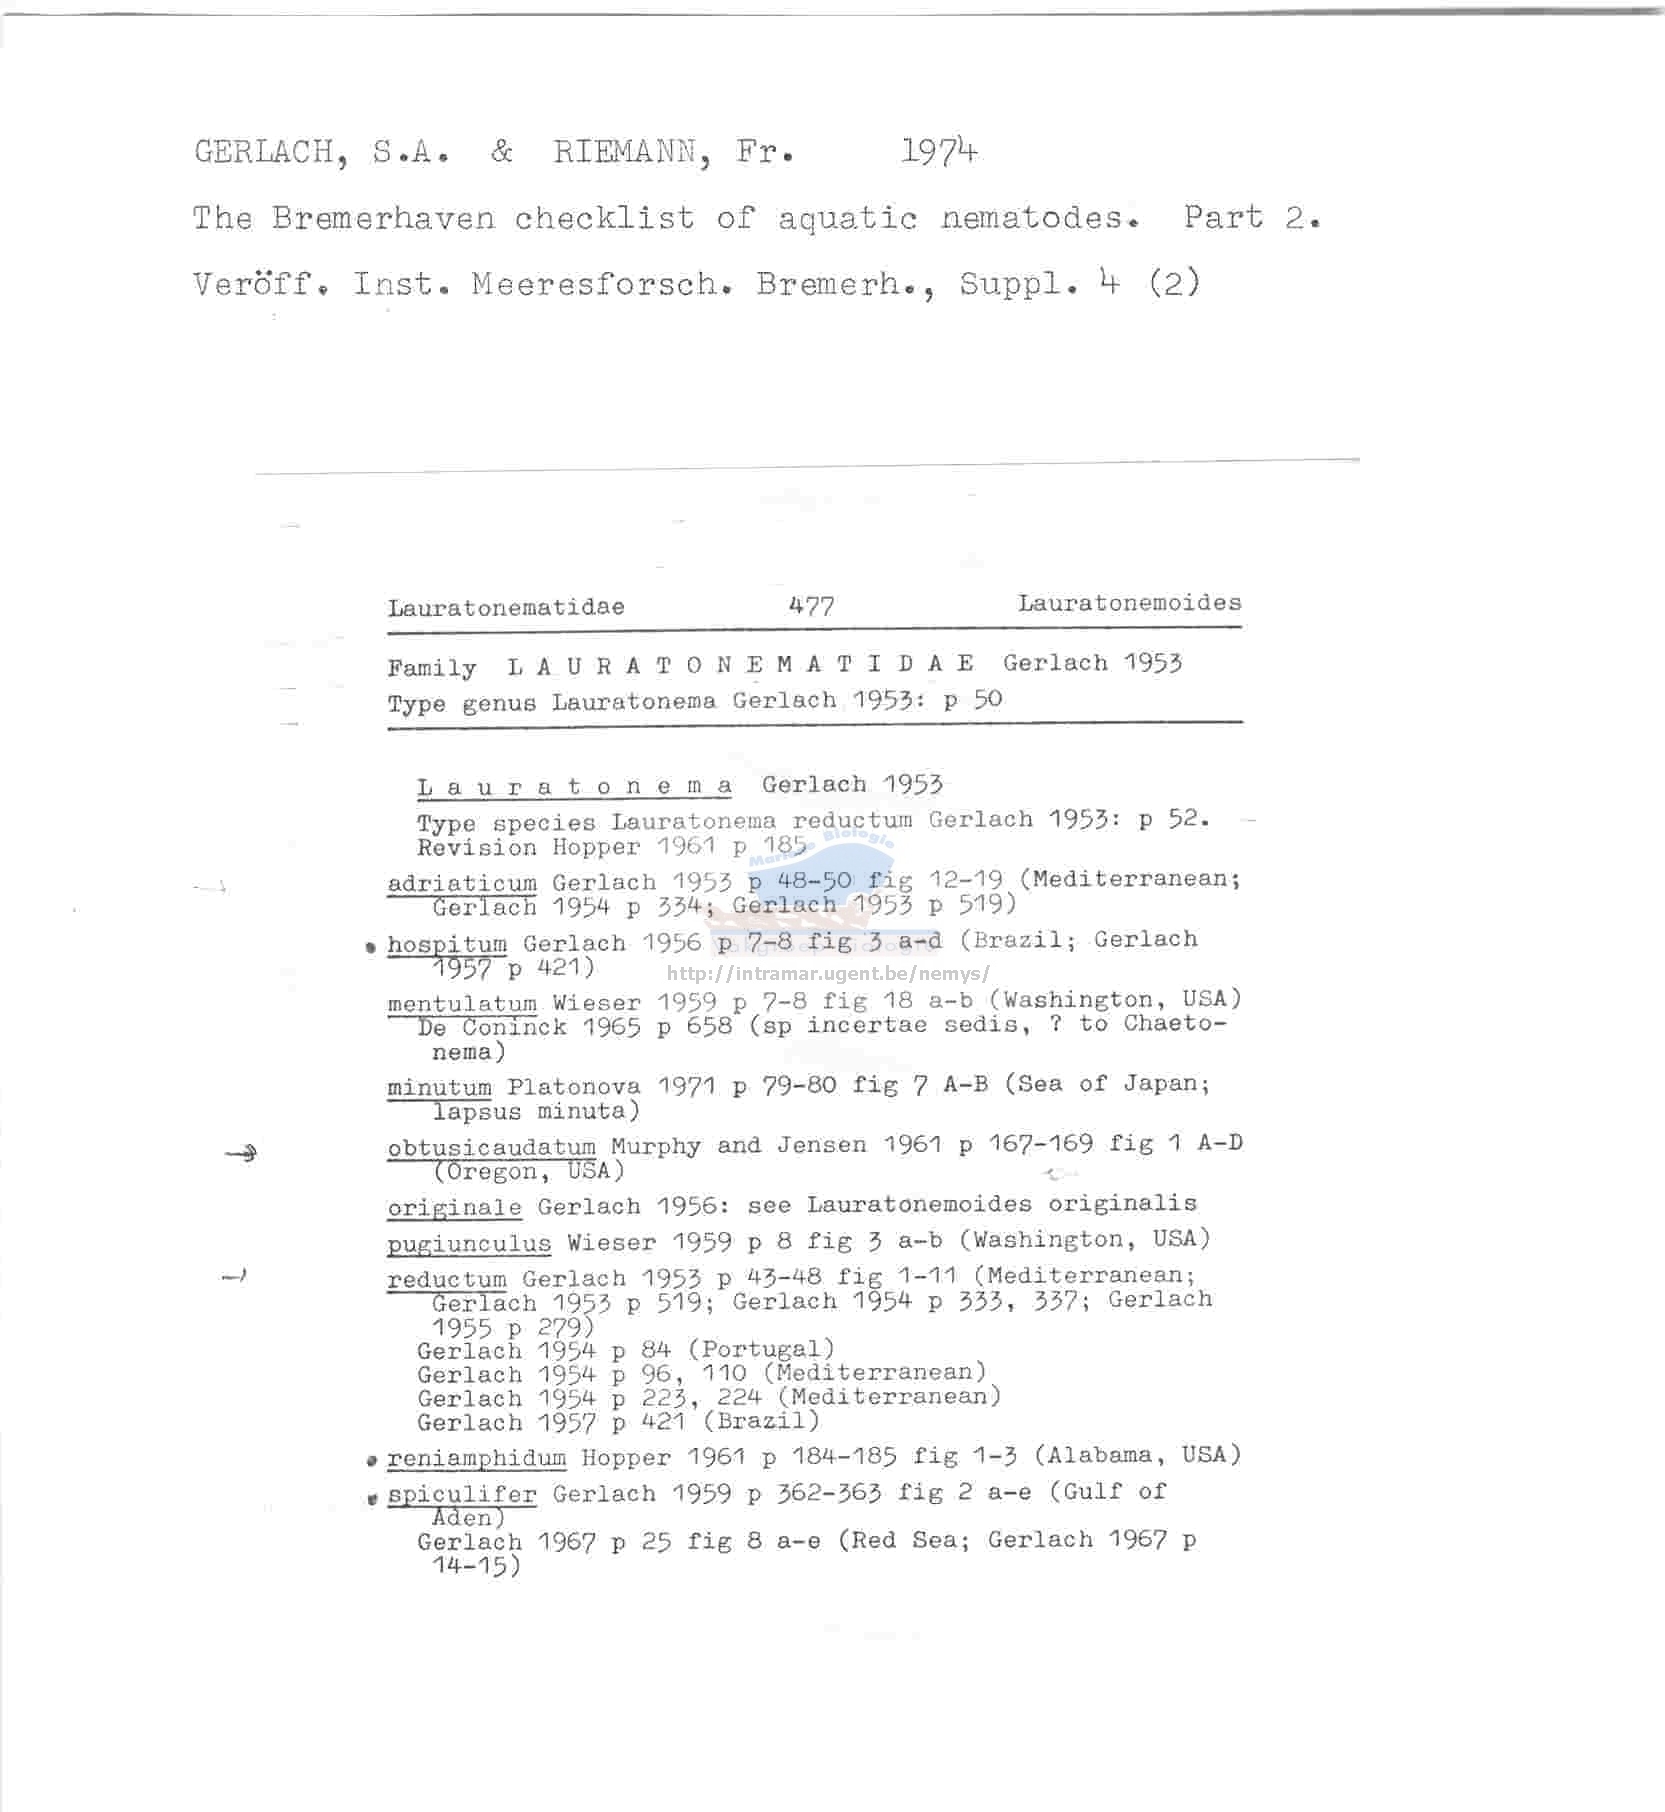 GERLACH, S.A. & RIEMANN, Fr. 1974
The Bremerhaven checklist of aquatic nematodes. Part 2.
Veröff. Inst. Meeresforsch. Bremerh., Suppl. 4 (2)
Lauratonematidae 477 Lauratonemoides
Family L A U R A T O N E M A T I D A E Gerlach 1953
Type genus Lauratonema Gerlach 1953: p 50
L a u r a t o n e m a Gerlach 1953
Type species Lauratonema reductum Gerlach 1953: p 52.
Revision Hopper 1961 p 185
adriaticum Gerlach 1953 p 48-50 fig 12-19 (Mediterranean;
Gerlach 1954 p 334; Gerlach 1953 p 519)
• hospitum Gerlach 1956 p 7-8 fig 3 a-d (Brazil; Gerlach
1957 p 421)
http://intramar.ugent.be/nemys/
mentulatum Wieser 1959 p 7-8 fig 18 a-b (Washington, USA)
De Coninck 1965 p 658 (sp incertae sedis, ? to Chaeto-
nema)
minutum Platonova 1971 p 79-80 fig 7 A-B (Sea of Japan;
lapsus minuta)
obtusicaudatum Murphy and Jensen 1961 p 167-169 fig 1 A-D
(Oregon, USA)
originale Gerlach 1956: see Lauratonemoides originalis
pugiunculus Wieser 1959 p 8 fig 3 a-b (Washington, USA)
reductum Gerlach 1953 p 43-48 fig 1-11 (Mediterranean;
Gerlach 1953 p 519; Gerlach 1954 p 333, 337; Gerlach
1955 p 279)
Gerlach 1954 p 84 (Portugal)
Gerlach 1954 p 96, 110 (Mediterranean)
Gerlach 1954 p 223, 224 (Mediterranean)
Gerlach 1957 p 421 (Brazil)
• reniamphidum Hopper 1961 p 184-185 fig 1-3 (Alabama, USA)
• spiculifer Gerlach 1959 p 362-363 fig 2 a-e (Gulf of
Aden)
Gerlach 1967 p 25 fig 8 a-e (Red Sea; Gerlach 1967 p
14-15)